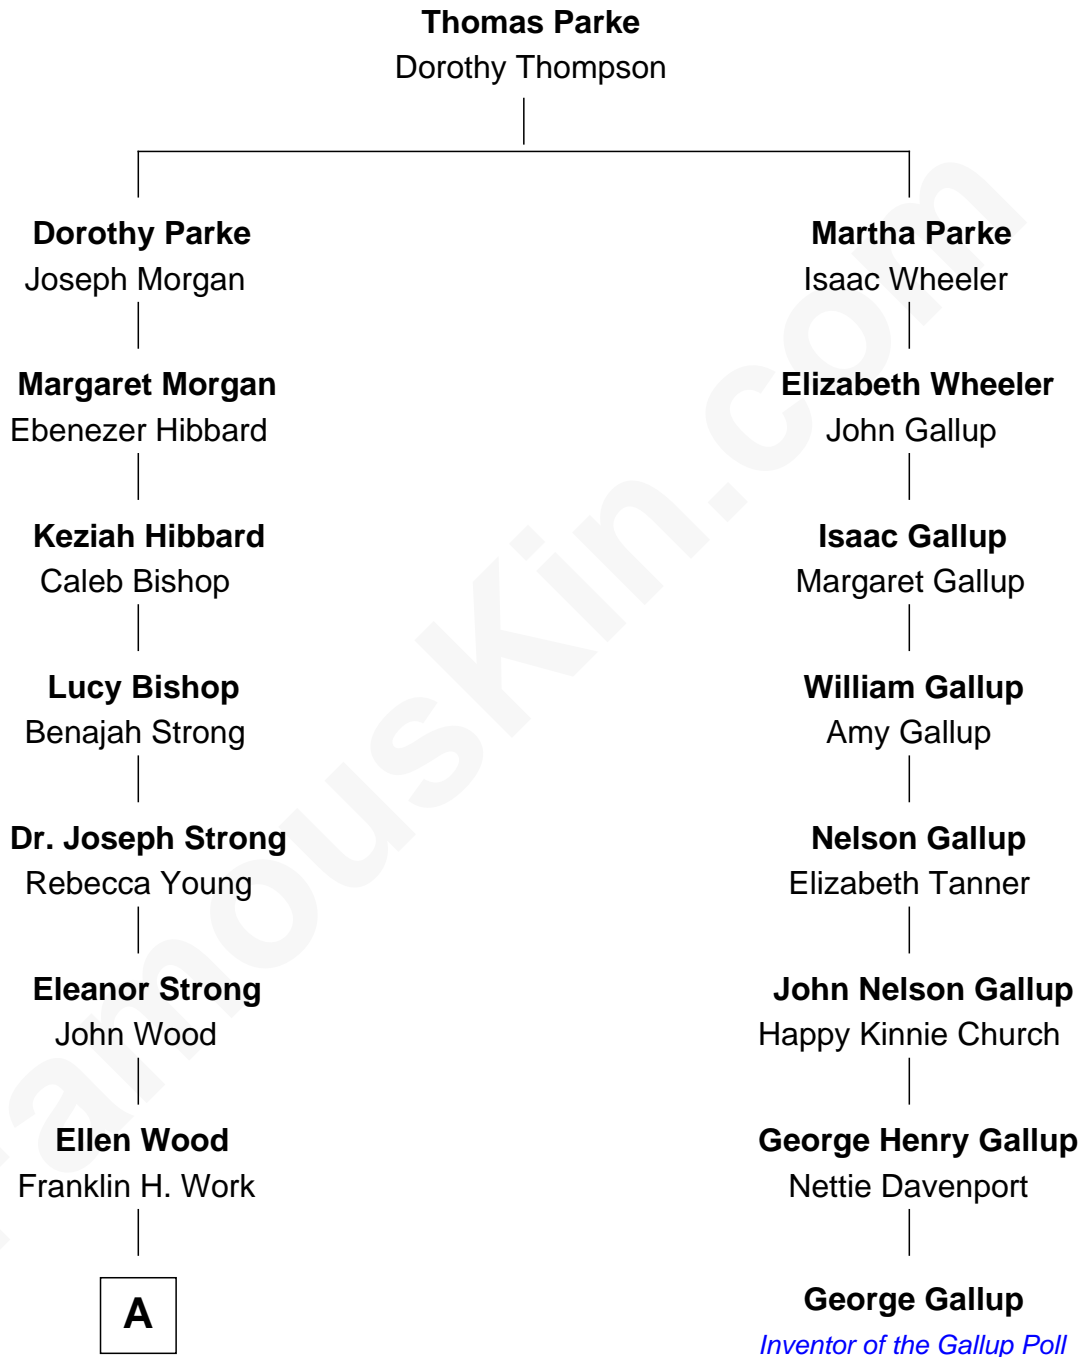 Thomas Parke
Dorothy Thompson
Dorothy Parke
Joseph Morgan
Margaret Morgan
Ebenezer Hibbard
Keziah Hibbard
Caleb Bishop
Lucy Bishop
Benajah Strong
Dr. Joseph Strong
Rebecca Young
Eleanor Strong
John Wood
Ellen Wood
Franklin H. Work
A
Martha Parke
Isaac Wheeler
Elizabeth Wheeler
John Gallup
Isaac Gallup
Margaret Gallup
William Gallup
Amy Gallup
Nelson Gallup
Elizabeth Tanner
John Nelson Gallup
Happy Kinnie Church
George Henry Gallup
Nettie Davenport
George Gallup
Inventor of the Gallup Poll
FamousKin.com